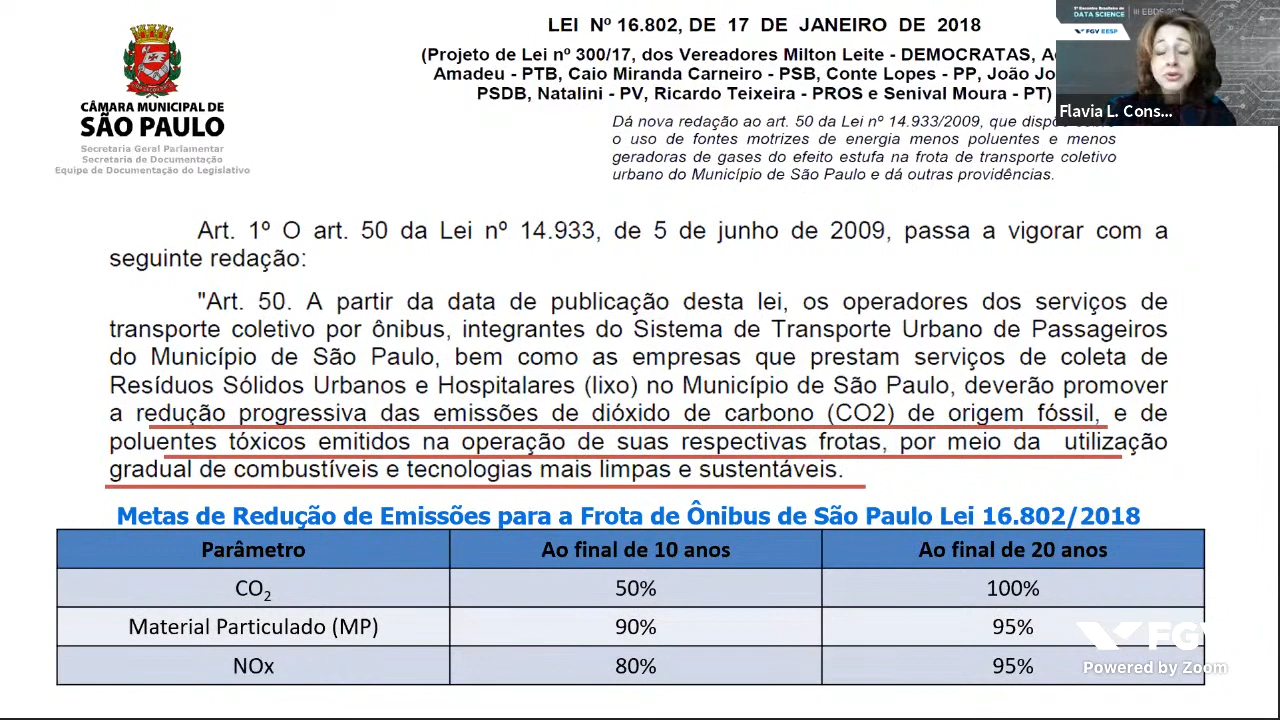 CÂMARA MUNICIPAL DE
SÃO PAULO
Secretaria Geral Parlamentar
Secretaria de Documentação
Equipe de Documentação do Legislativo
LEI Nº 16.802, DE 17 DE JANEIRO DE 2018
(Projeto de Lei nº 300/17, dos Vereadores Milton Leite - DEMOCRATAS,
Amadeu - PTB, Caio Miranda Carneiro - PSB, Conte Lopes - PP, João
PSDB, Natalini - PV, Ricardo Teixeira - PROS e Senival Moura - PT)
Dá nova redação ao art. 50 da Lei nº 14.933/2009, que
o uso de fontes motrizes de energia menos poluentes e menos
geradoras de gases do efeito estufa na frota de transporte coletivo
urbano do Município de São Paulo e dá outras providências.
DATA SCIENCE
FGV EESP
Flavia L. Cons...
Art. 1º O art. 50 da Lei nº 14.933, de 5 de junho de 2009, passa a vigorar com a
seguinte redação:
"Art. 50. A partir da data de publicação desta lei, os operadores dos serviços de
transporte coletivo por ônibus, integrantes do Sistema de Transporte Urbano de Passageiros
do Município de São Paulo, bem como as empresas que prestam serviços de coleta de
Resíduos Sólidos Urbanos e Hospitalares (lixo) no Município de São Paulo, deverão promover
a redução progressiva das emissões de dióxido de carbono (CO2) de origem fóssil, e de
poluentes tóxicos emitidos na operação de suas respectivas frotas, por meio da utilização
gradual de combustíveis e tecnologias mais limpas e sustentáveis.
Metas de Redução de Emissões para a Frota de Ônibus de São Paulo Lei 16.802/2018
Parâmetro Ao final de 10 anos Ao final de 20 anos
CO₂ 50% 100%
Material Particulado (MP) 90% 95%
NOx 80% 95%
FGV
Powered by Zoom